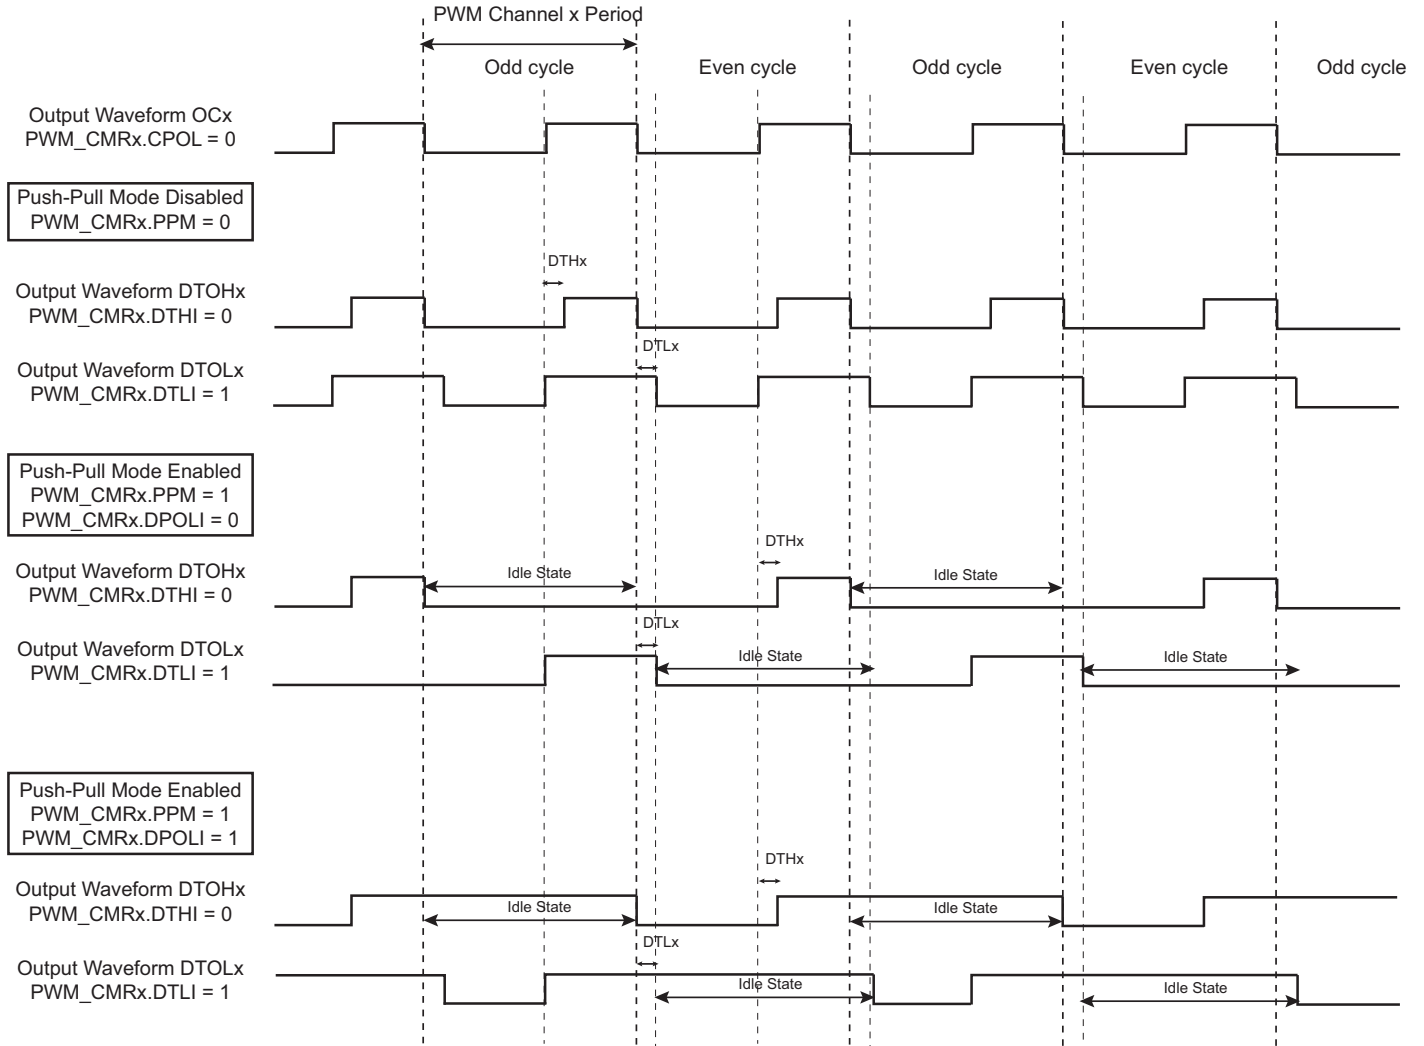 PWM Channel x Period
Odd cycle
Even cycle
Odd cycle
Even cycle
Odd cycle
Output Waveform OCx
PWM_CMRx.CPOL = 0
Push-Pull Mode Disabled
PWM_CMRx.PPM = 0
DTHx
Output Waveform DTOHx
PWM_CMRx.DTHI = 0
DTLx
Output Waveform DTOLx
PWM_CMRx.DTLI = 1
Push-Pull Mode Enabled
PWM_CMRx.PPM = 1
PWM_CMRx.DPOLI = 0
DTHx
Output Waveform DTOHx
PWM_CMRx.DTHI = 0
Idle State
Idle State
DTLx
Output Waveform DTOLx
PWM_CMRx.DTLI = 1
Idle State
Idle State
Push-Pull Mode Enabled
PWM_CMRx.PPM = 1
PWM_CMRx.DPOLI = 1
DTHx
Output Waveform DTOHx
PWM_CMRx.DTHI = 0
Idle State
Idle State
DTLx
Output Waveform DTOLx
PWM_CMRx.DTLI = 1
Idle State
Idle State